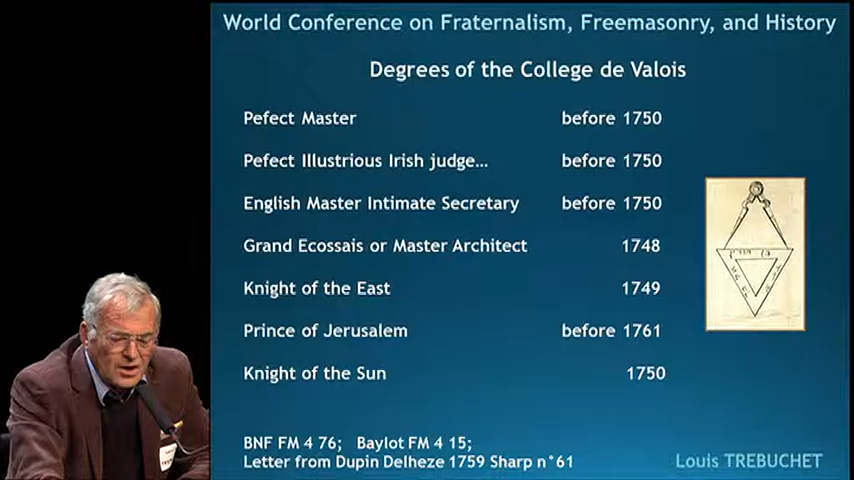 World Conference on Fraternalism, Freemasonry, and History
Degrees of the College de Valois
Pefect Master before 1750
Pefect Illustrious Irish judge… before 1750
English Master Intimate Secretary before 1750
Grand Ecossais or Master Architect 1748
Knight of the East 1749
Prince of Jerusalem before 1761
Knight of the Sun 1750
BNF FM 4 76; Baylot FM 4 15;
Letter from Dupin Delheze 1759 Sharp n°61
Louis TREBUCHET